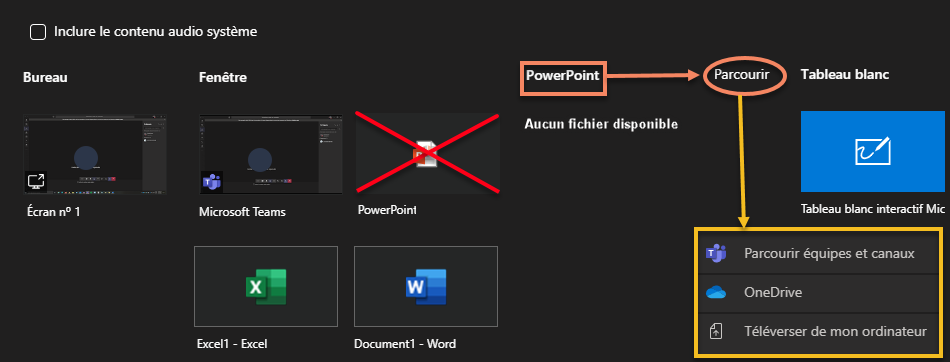 Inclure le contenu audio système
Bureau
Fenêtre
PowerPoint
Parcourir
Tableau blanc
Aucun fichier disponible
Écran nº 1
Microsoft Teams
PowerPoint
Tableau blanc interactif Mic
Parcourir équipes et canaux
OneDrive
Téléverser de mon ordinateur
Excel1 - Excel
Document1 - Word